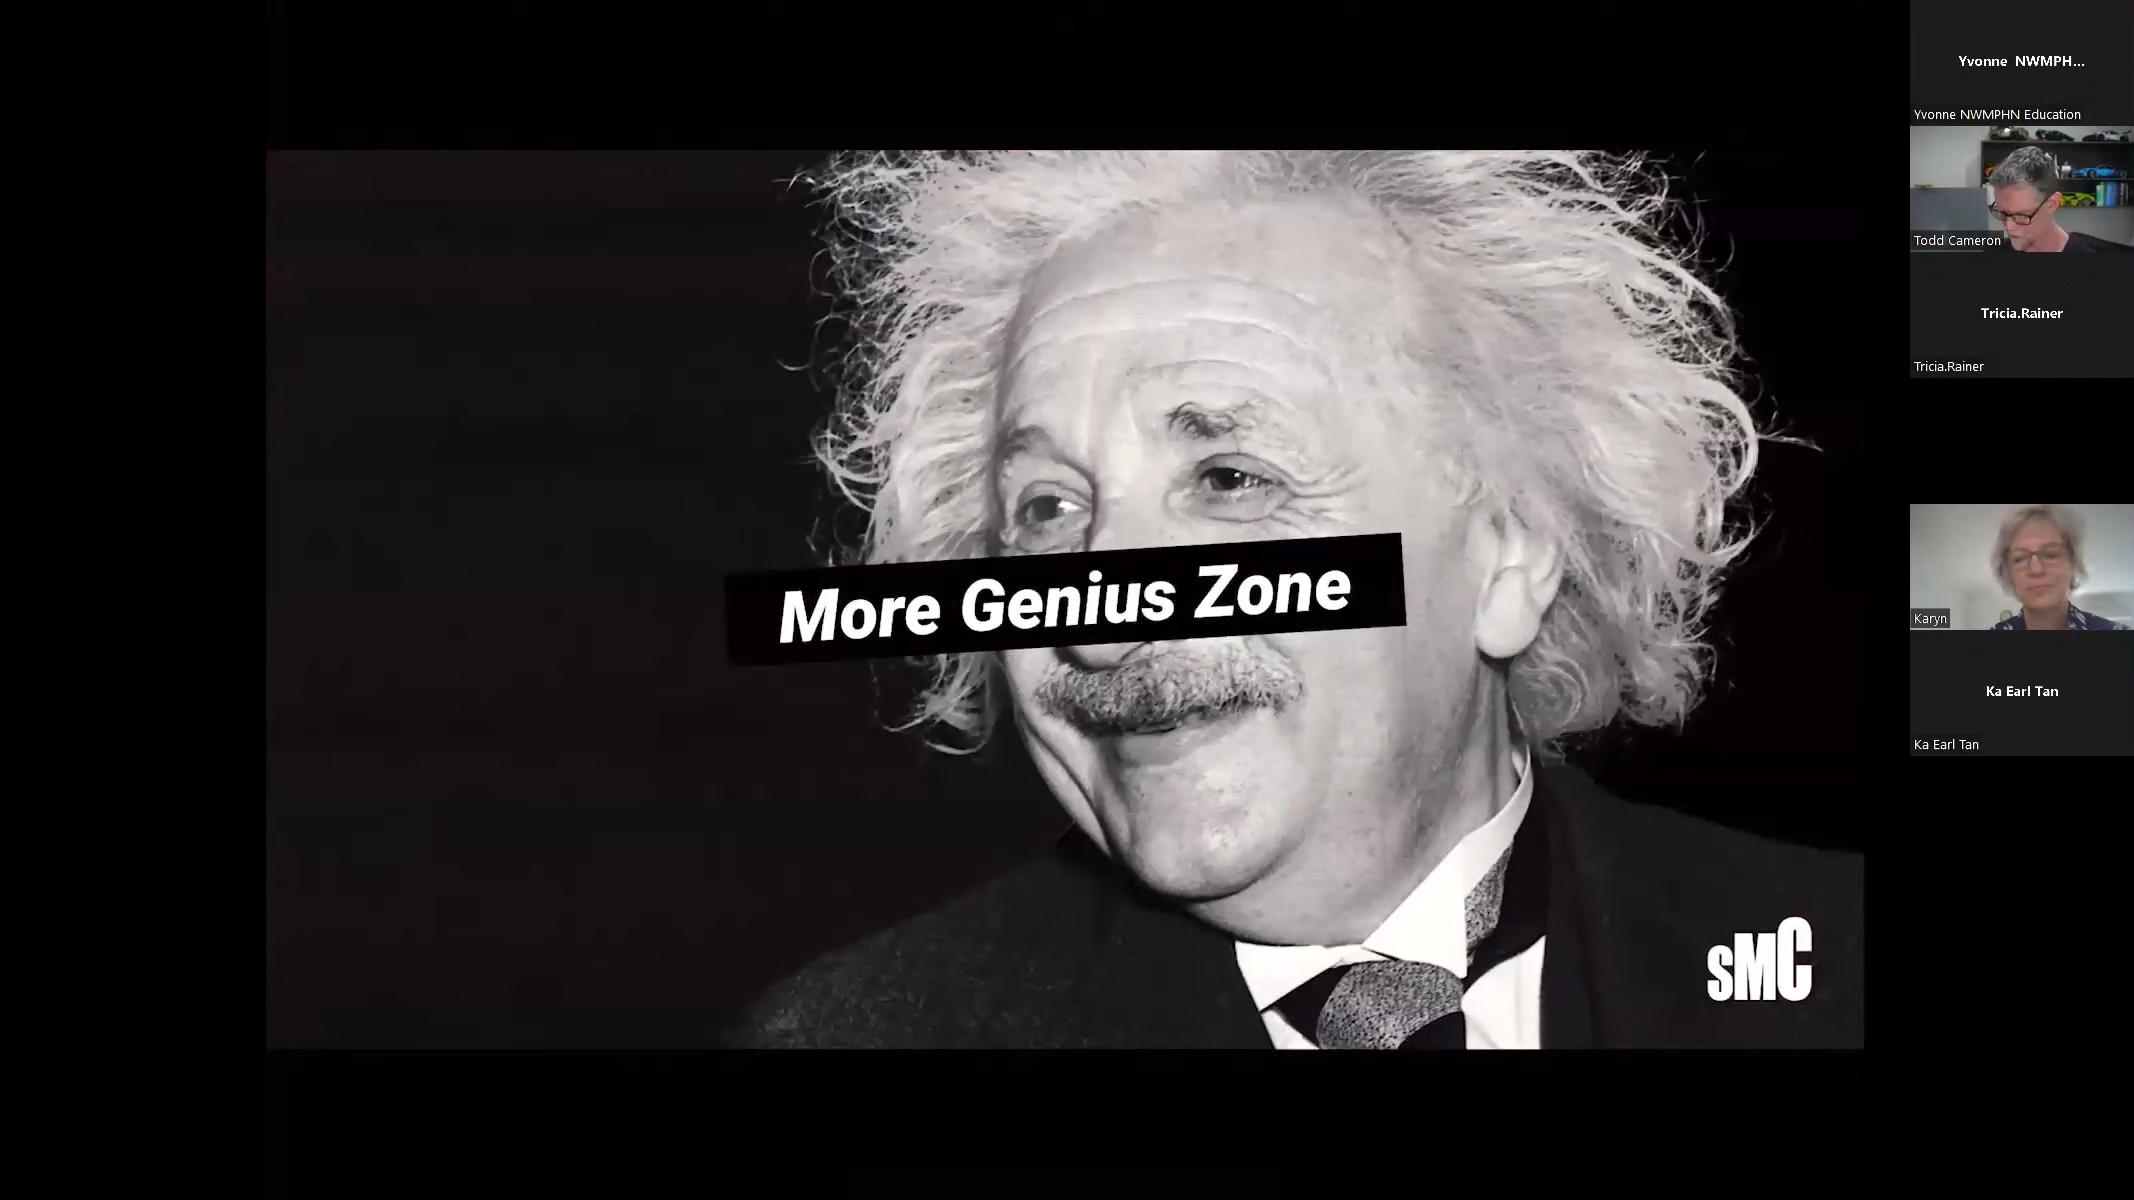 More Genius Zone
sMC
Yvonne NWMPH...
Yvonne NWMPHN Education
Todd Cameron
Tricia.Rainer
Tricia.Rainer
Karyn
Ka Earl Tan
Ka Earl Tan